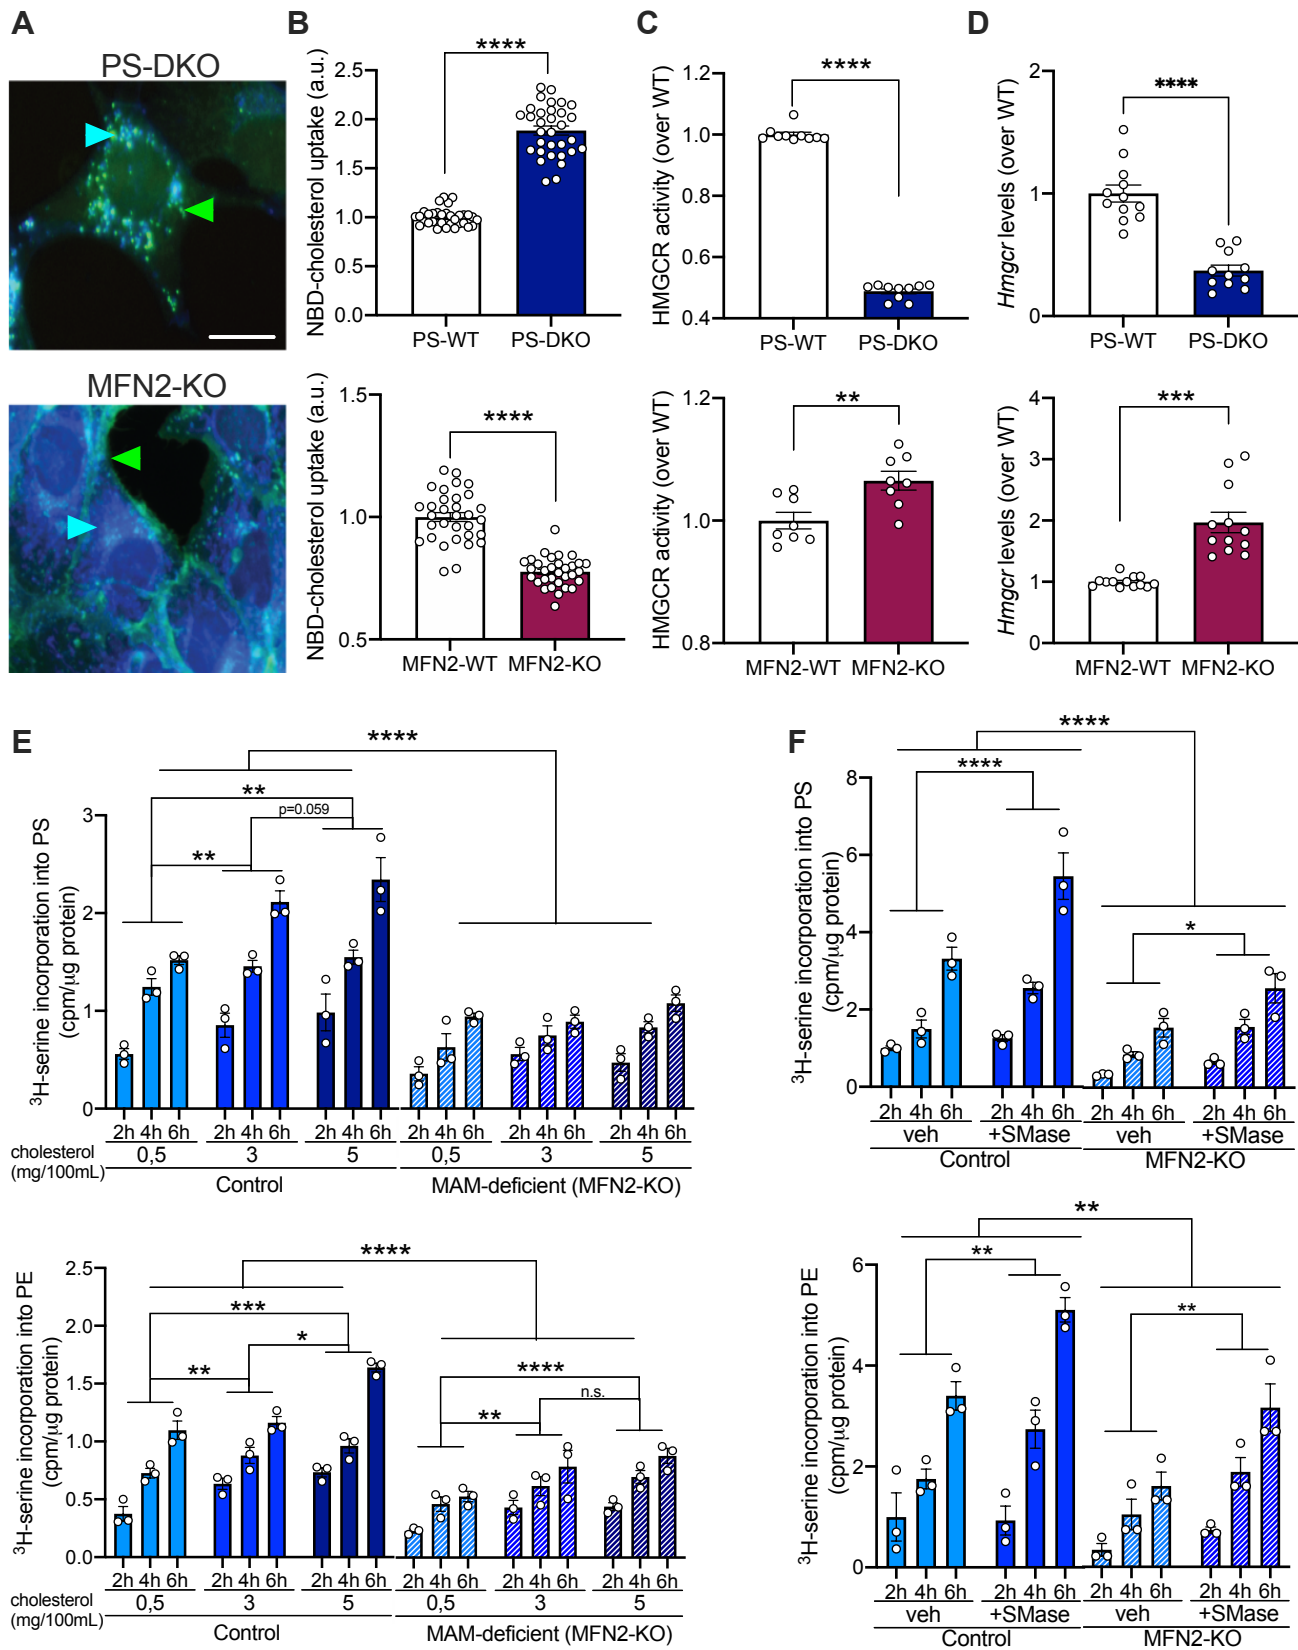 A
PS-DKO
MFN2-KO
B
NBD-cholesterol uptake (a.u.)
2.5
2.0
1.5
1.0
0.5
0.0
****
PS-WT PS-DKO
NBD-cholesterol uptake (a.u.)
1.5
1.0
0.5
****
MFN2-WT MFN2-KO
C
HMGCR activity (over WT)
1.2
1.0
0.8
0.6
0.4
****
PS-WT PS-DKO
HMGCR activity (over WT)
1.2
1.0
0.8
**
MFN2-WT MFN2-KO
D
Hmgcr levels (over WT)
2
1
0
****
PS-WT PS-DKO
Hmgcr levels (over WT)
4
3
2
1
0
***
MFN2-WT MFN2-KO
E
³H-serine incorporation into PS
(cpm/µg protein)
3
2
1
0
****
**
p=0.059
**
2h 4h 6h 2h 4h 6h 2h 4h 6h 2h 4h 6h 2h 4h 6h 2h 4h 6h
cholesterol
(mg/100mL)
0,5 3 5 0,5 3 5
Control MAM-deficient (MFN2-KO)
³H-serine incorporation into PE
(cpm/µg protein)
2.5
2.0
1.5
1.0
0.5
0.0
****
***
*
**
****
n.s.
**
2h 4h 6h 2h 4h 6h 2h 4h 6h 2h 4h 6h 2h 4h 6h 2h 4h 6h
cholesterol
(mg/100mL)
0,5 3 5 0,5 3 5
Control MAM-deficient (MFN2-KO)
F
³H-serine incorporation into PS
(cpm/µg protein)
8
6
4
2
0
****
****
*
2h 4h 6h 2h 4h 6h 2h 4h 6h 2h 4h 6h
veh +SMase veh +SMase
Control MFN2-KO
³H-serine incorporation into PE
(cpm/µg protein)
6
4
2
0
**
**
**
2h 4h 6h 2h 4h 6h 2h 4h 6h 2h 4h 6h
veh +SMase veh +SMase
Control MFN2-KO